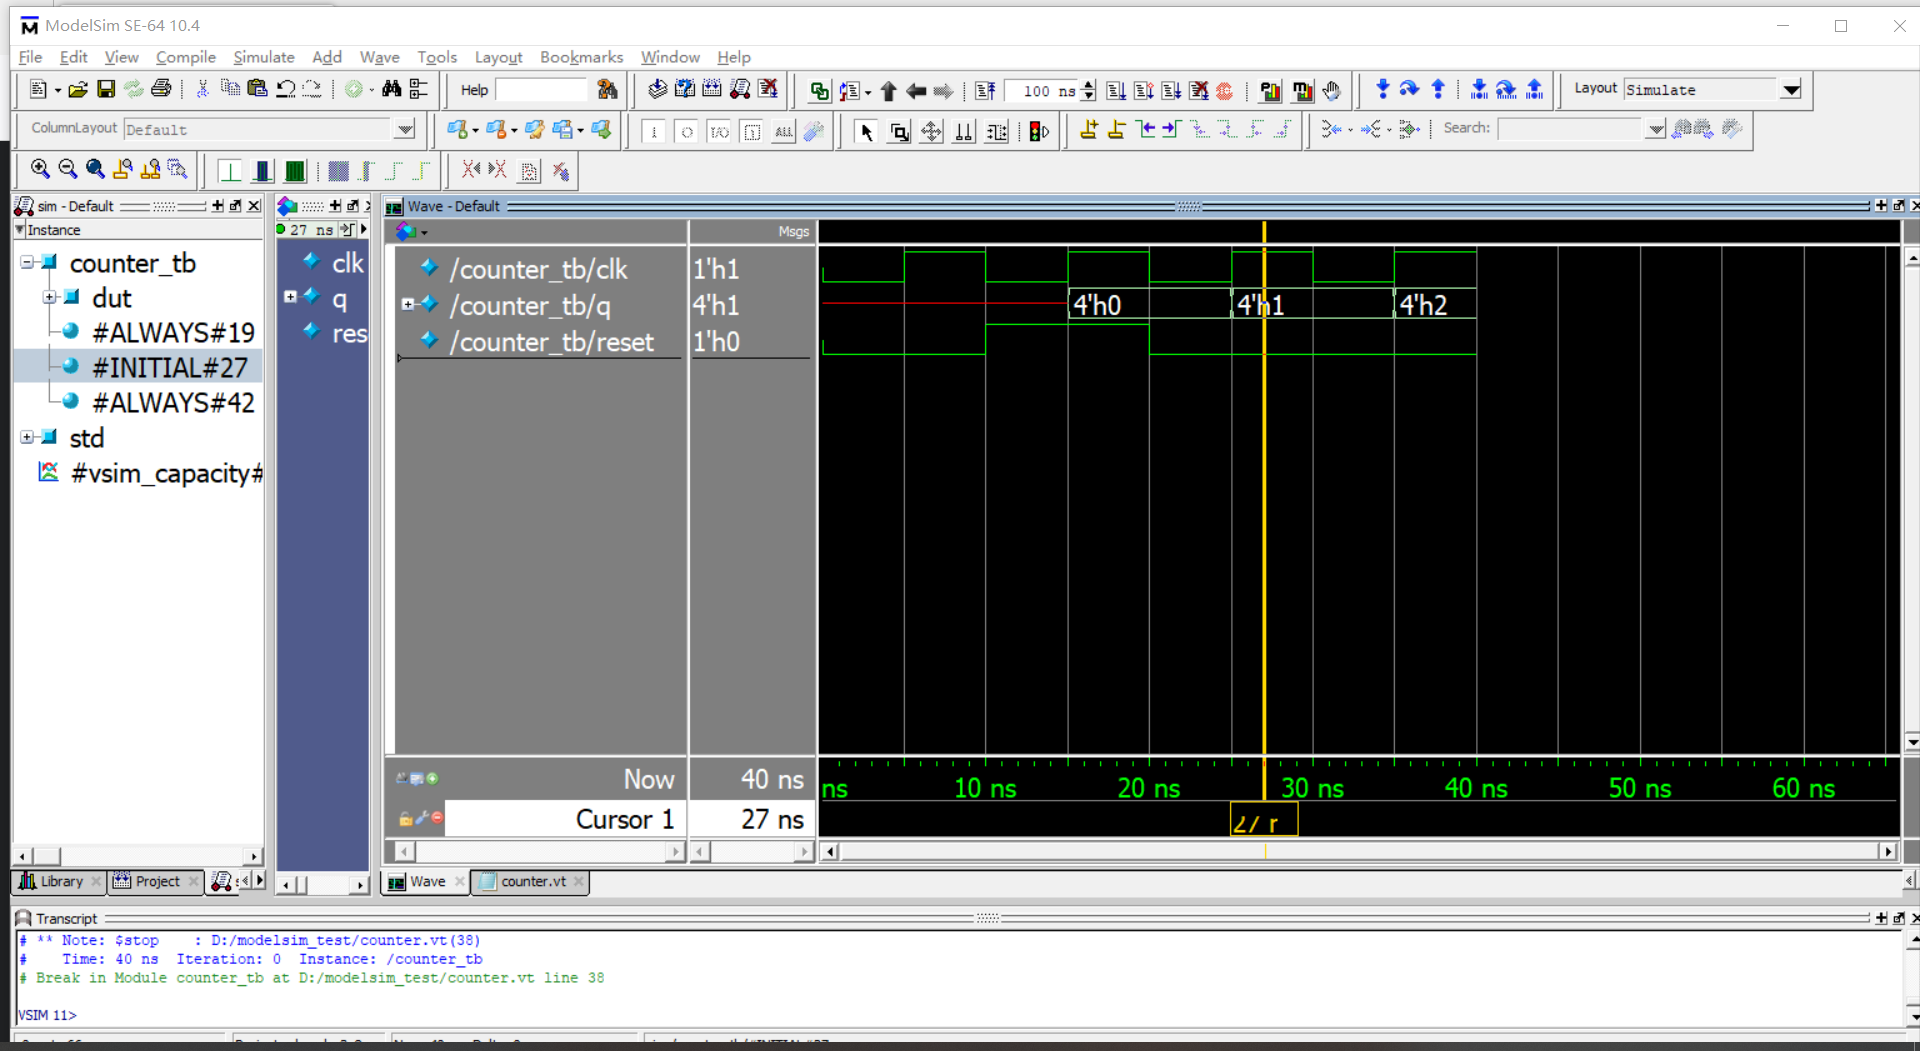 ModelSim SE-64 10.4
File Edit View Compile Simulate Add Wave Tools Layout Bookmarks Window Help
Help 100 ns Layout Simulate
ColumnLayout Default ALL Search:
sim - Default
Wave - Default
Instance
27 ns
Msgs
counter_tb
dut
#ALWAYS#19
#INITIAL#27
#ALWAYS#42
std
#vsim_capacity#
clk
q
res
/counter_tb/clk 1'h1
/counter_tb/q 4'h1 4'h0 4'h1 4'h2
/counter_tb/reset 1'h0
Now 40 ns
ns 10 ns 20 ns 30 ns 40 ns 50 ns 60 ns
Cursor 1 27 ns
Library Project
Wave counter.vt
Transcript
# ** Note: $stop : D:/modelsim_test/counter.vt(38)
# Time: 40 ns Iteration: 0 Instance: /counter_tb
# Break in Module counter_tb at D:/modelsim_test/counter.vt line 38
VSIM 11>